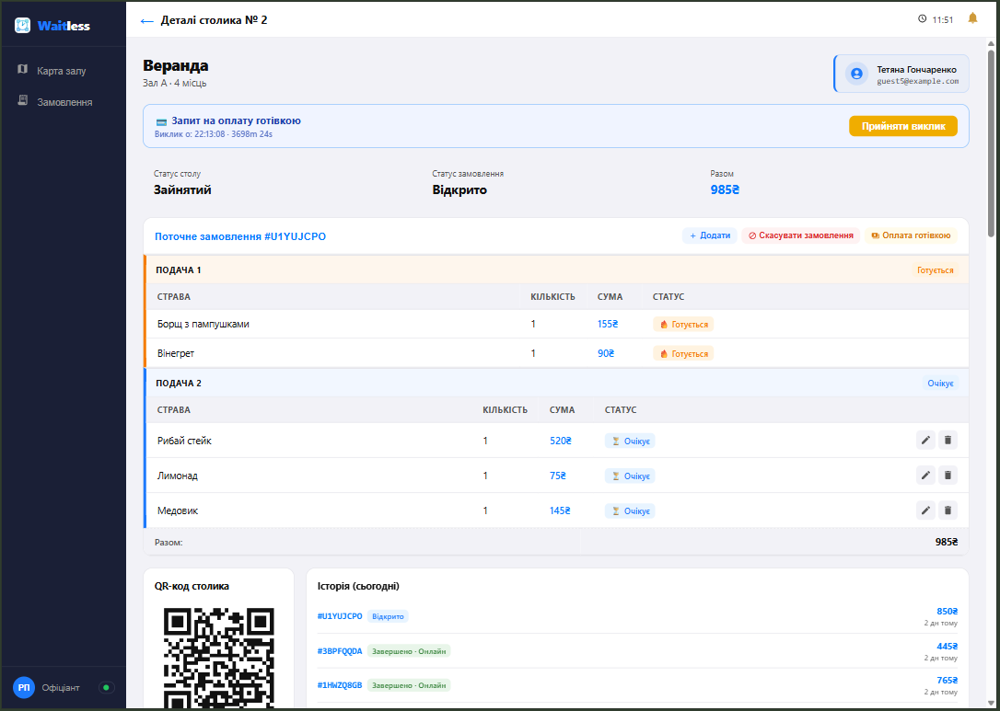 Waitless
← Деталі столика № 2
11:51
Карта залу
Замовлення
Веранда
Зал A · 4 місць
Тетяна Гончаренко
guest5@example.com
Запит на оплату готівкою
Виклик о: 22:13:08 · 3698m 24s
Прийняти виклик
Статус столу
Зайнятий
Статус замовлення
Відкрито
Разом
985₴
Поточне замовлення #U1YUJCPO
+ Додати
Скасувати замовлення
Оплата готівкою
ПОДАЧА 1 Готується
СТРАВА КІЛЬКІСТЬ СУМА СТАТУС
Борщ з пампушками 1 155₴ Готується
Вінегрет 1 90₴ Готується
ПОДАЧА 2 Очікує
СТРАВА КІЛЬКІСТЬ СУМА СТАТУС
Рибай стейк 1 520₴ Очікує
Лимонад 1 75₴ Очікує
Медовик 1 145₴ Очікує
Разом: 985₴
QR-код столика
Історія (сьогодні)
#U1YUJCPO Відкрито 850₴
2 дн тому
#3BPFQQDA Завершено · Онлайн 445₴
2 дн тому
#1HWZQ8GB Завершено · Онлайн 765₴
2 дн тому
РП Офіціант